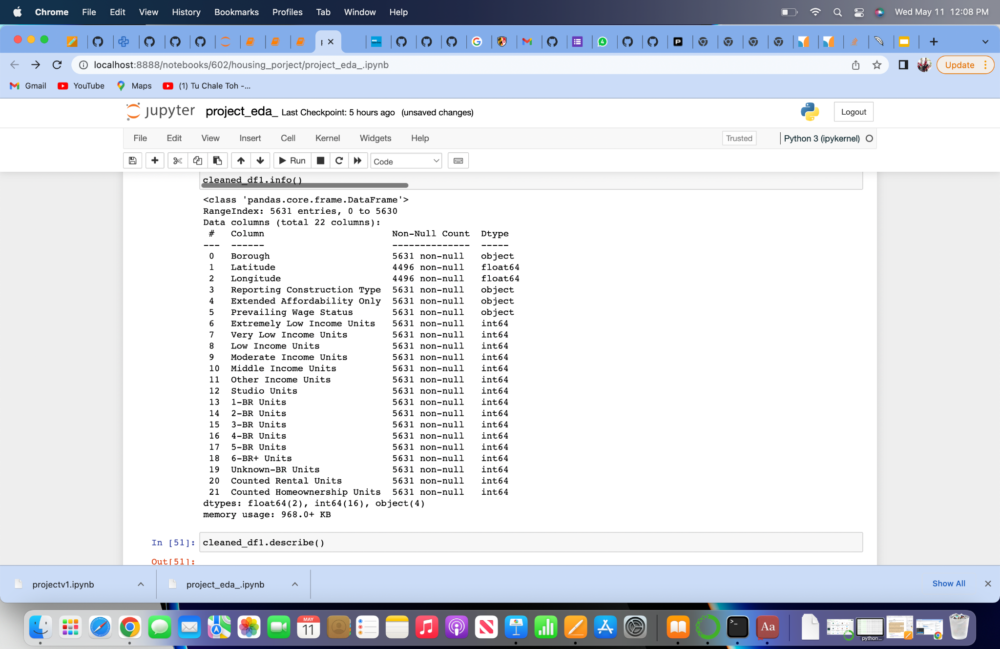 Chrome File Edit View History Bookmarks Profiles Tab Window Help Wed May 11 12:08 PM
localhost:8888/notebooks/602/housing_porject/project_eda_.ipynb Update
Gmail YouTube Maps (1) Tu Chale Toh -...
jupyter project_eda_ Last Checkpoint: 5 hours ago (unsaved changes) Logout
File Edit View Insert Cell Kernel Widgets Help Trusted Python 3 (ipykernel)
Run Code
cleaned_df1.info()
<class 'pandas.core.frame.DataFrame'>
RangeIndex: 5631 entries, 0 to 5630
Data columns (total 22 columns):
# Column Non-Null Count Dtype
--- ------ -------------- -----
0 Borough 5631 non-null object
1 Latitude 4496 non-null float64
2 Longitude 4496 non-null float64
3 Reporting Construction Type 5631 non-null object
4 Extended Affordability Only 5631 non-null object
5 Prevailing Wage Status 5631 non-null object
6 Extremely Low Income Units 5631 non-null int64
7 Very Low Income Units 5631 non-null int64
8 Low Income Units 5631 non-null int64
9 Moderate Income Units 5631 non-null int64
10 Middle Income Units 5631 non-null int64
11 Other Income Units 5631 non-null int64
12 Studio Units 5631 non-null int64
13 1-BR Units 5631 non-null int64
14 2-BR Units 5631 non-null int64
15 3-BR Units 5631 non-null int64
16 4-BR Units 5631 non-null int64
17 5-BR Units 5631 non-null int64
18 6-BR+ Units 5631 non-null int64
19 Unknown-BR Units 5631 non-null int64
20 Counted Rental Units 5631 non-null int64
21 Counted Homeownership Units 5631 non-null int64
dtypes: float64(2), int64(16), object(4)
memory usage: 968.0+ KB
In [51]: cleaned_df1.describe()
Out[51]:
projectv1.ipynb project_eda_.ipynb Show All
MAY
11
Aa
python...